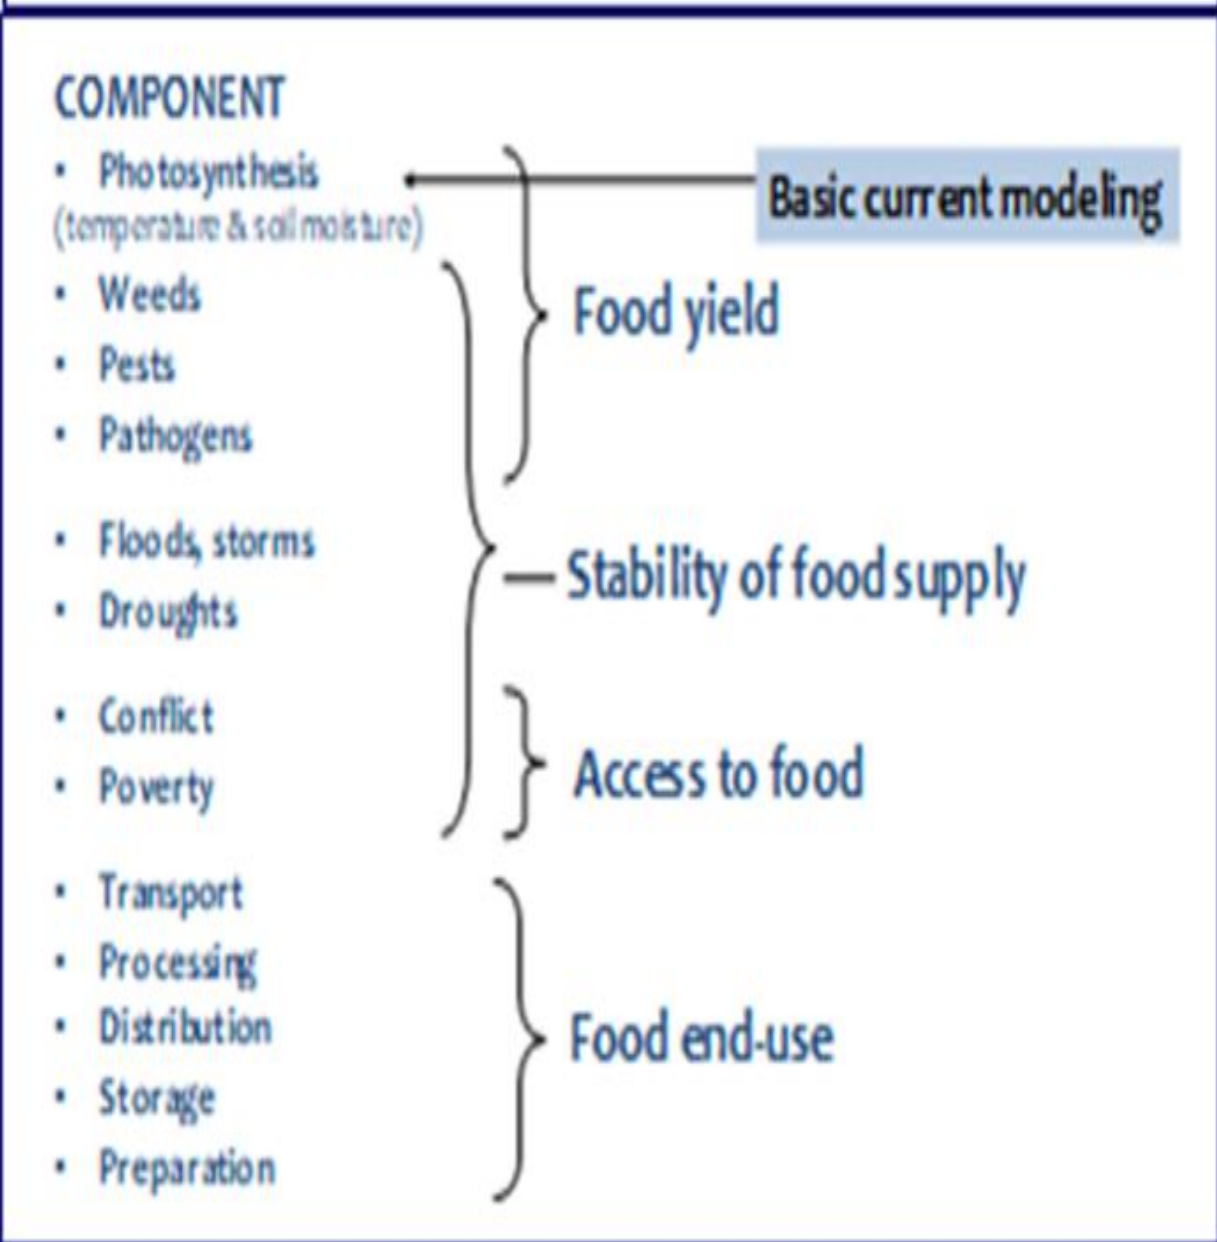 COMPONENT
• Photosynthesis
(temperature & soil moisture)
• Weeds
• Pests
• Pathogens
• Floods, storms
• Droughts
• Conflict
• Poverty
• Transport
• Processing
• Distribution
• Storage
• Preparation
Basic current modeling
Food yield
Stability of food supply
Access to food
Food end-use